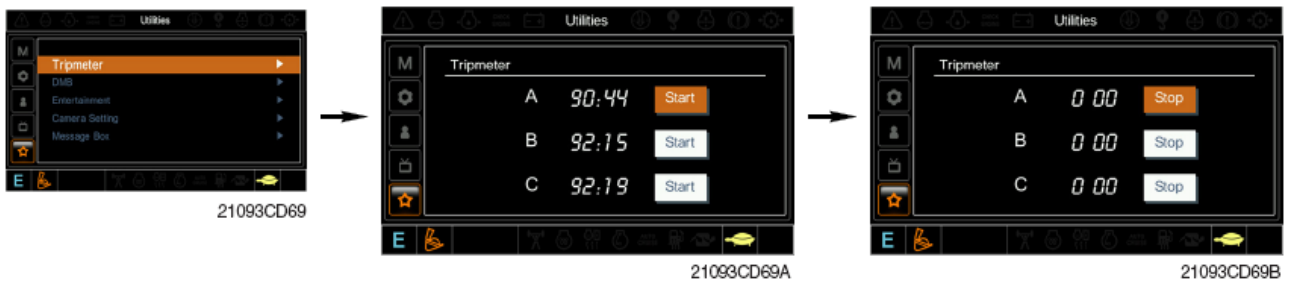 Utilities
M
Tripmeter
DMB
Entertainment
Camera Setting
Message Box
E
21093CD69
Utilities
M
Tripmeter
A 90:44 Start
B 92:15 Start
C 92:19 Start
E
21093CD69A
Utilities
M
Tripmeter
A 0 00 Stop
B 0 00 Stop
C 0 00 Stop
E
21093CD69B